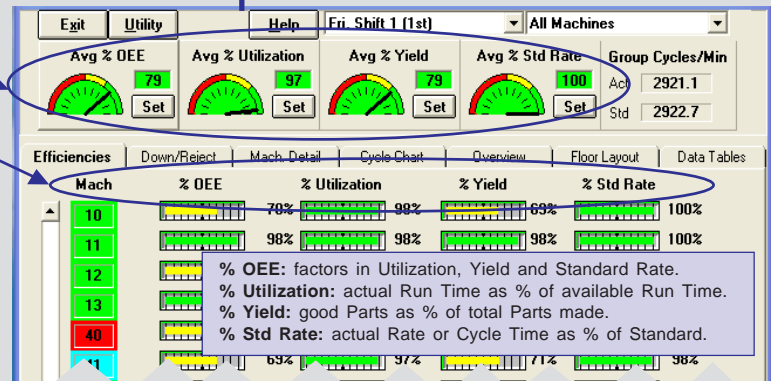 Exit Utility Help Fri, Shift 1 (1st) All Machines
Avg % OEE Avg % Utilization Avg % Yield Avg % Std Rate Group Cycles/Min
79 97 79 100 Act 2921.1
Set Set Set Set Std 2922.7
Efficiencies Down/Reject Mach. Detail Cycle Chart Overview Floor Layout Data Tables
Mach % OEE % Utilization % Yield % Std Rate
10 70% 98% 69% 100%
11 98% 98% 98% 100%
12
13
40
41 69% 97% 71% 98%
% OEE: factors in Utilization, Yield and Standard Rate.
% Utilization: actual Run Time as % of available Run Time.
% Yield: good Parts as % of total Parts made.
% Std Rate: actual Rate or Cycle Time as % of Standard.